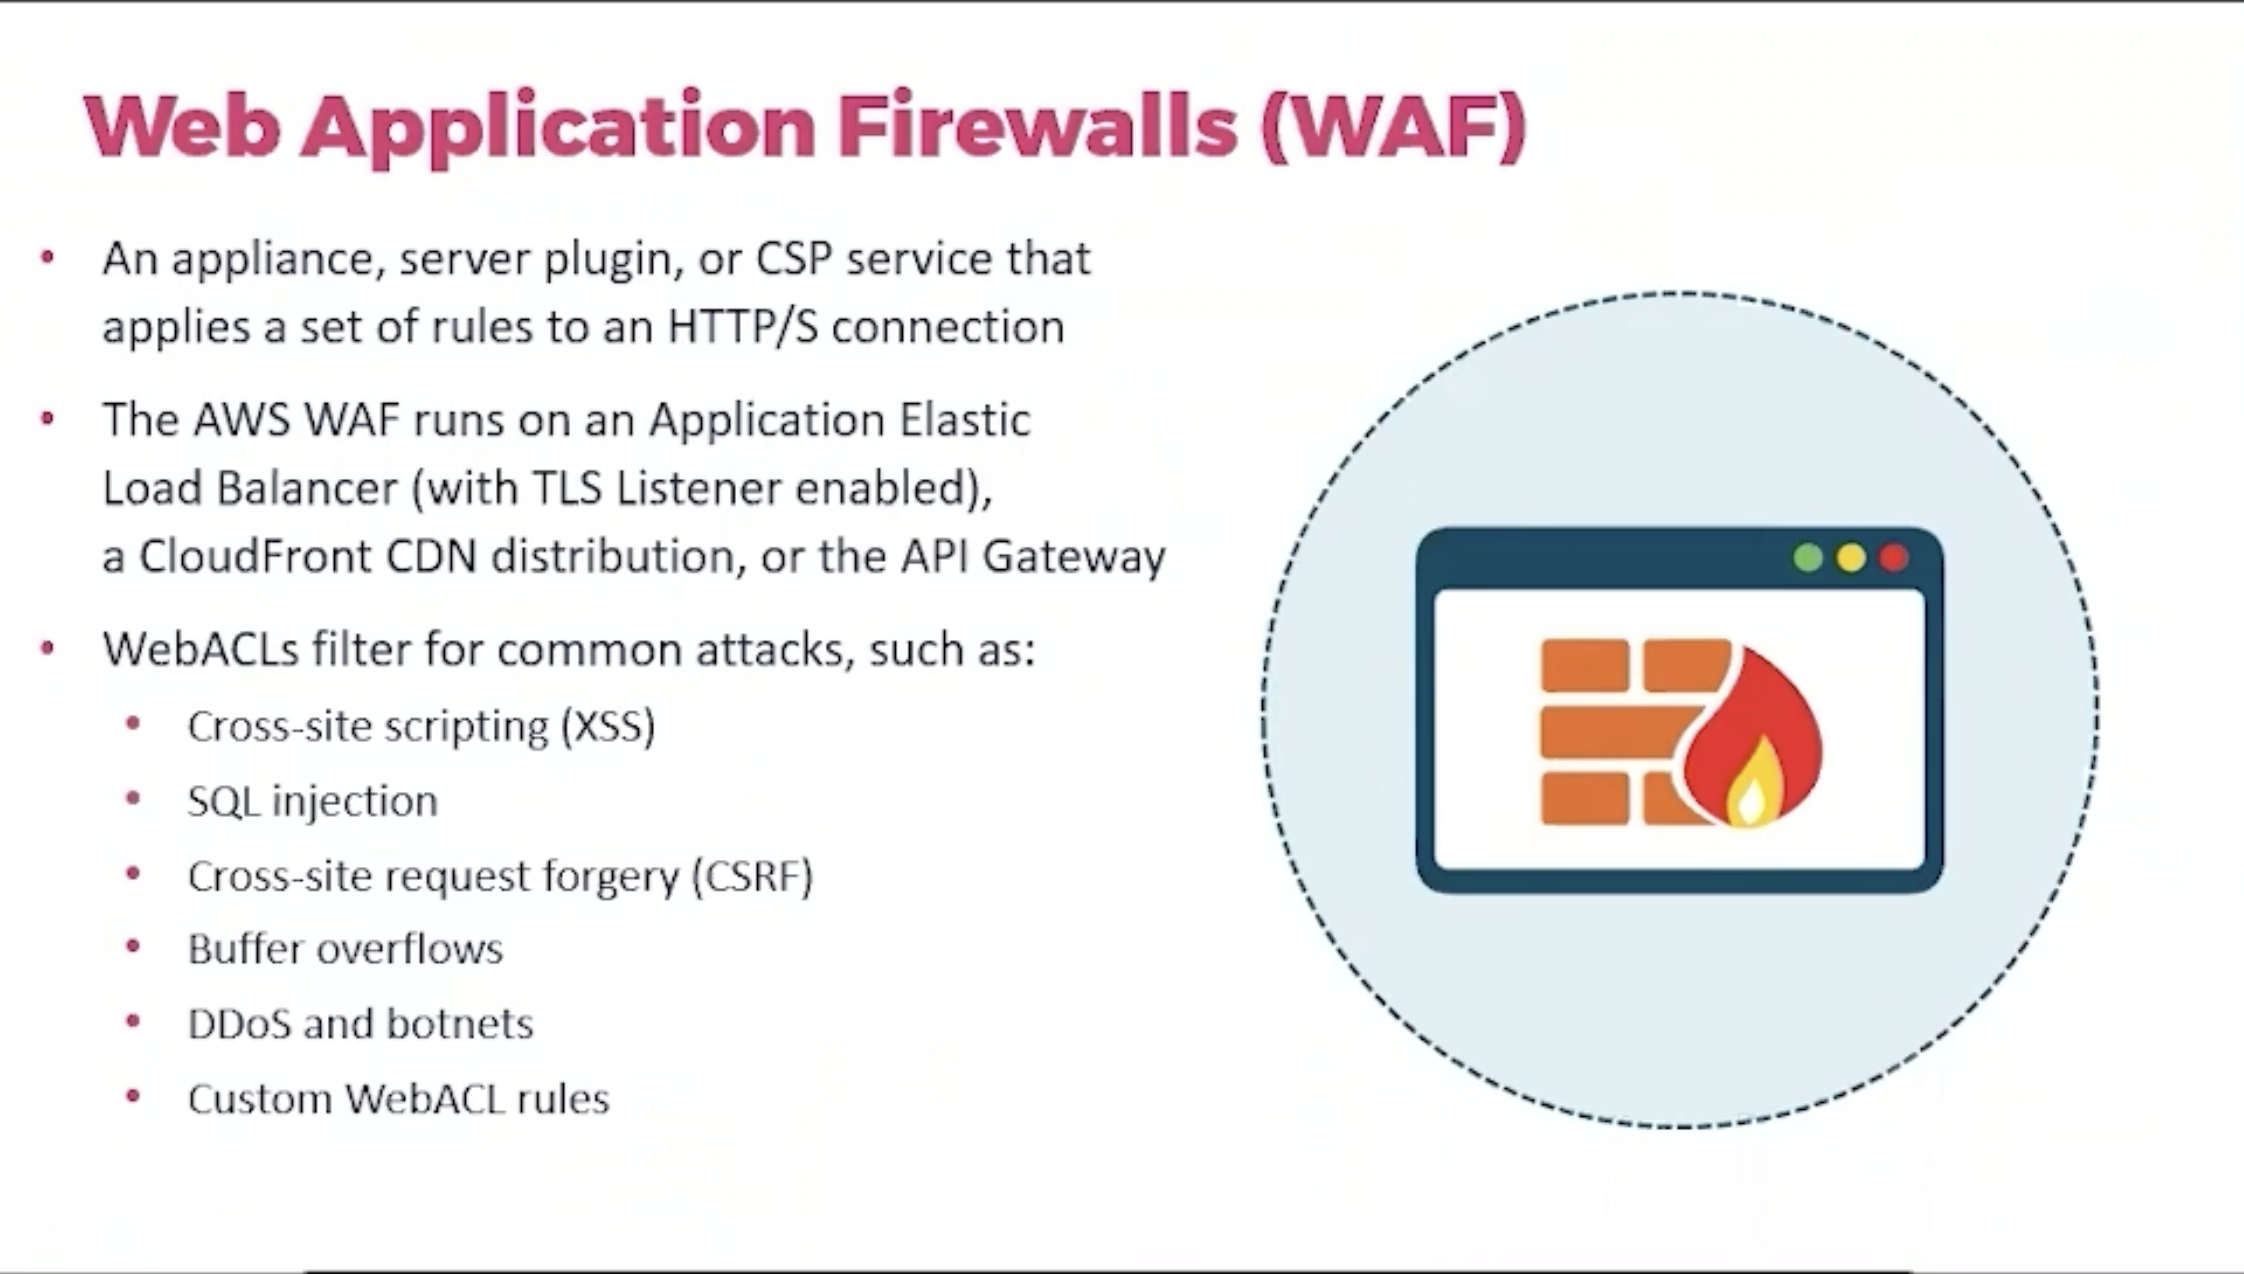 Web Application Firewalls (WAF)
• An appliance, server plugin, or CSP service that
applies a set of rules to an HTTP/S connection
• The AWS WAF runs on an Application Elastic
Load Balancer (with TLS Listener enabled),
a CloudFront CDN distribution, or the API Gateway
• WebACLs filter for common attacks, such as:
• Cross-site scripting (XSS)
• SQL injection
• Cross-site request forgery (CSRF)
• Buffer overflows
• DDoS and botnets
• Custom WebACL rules